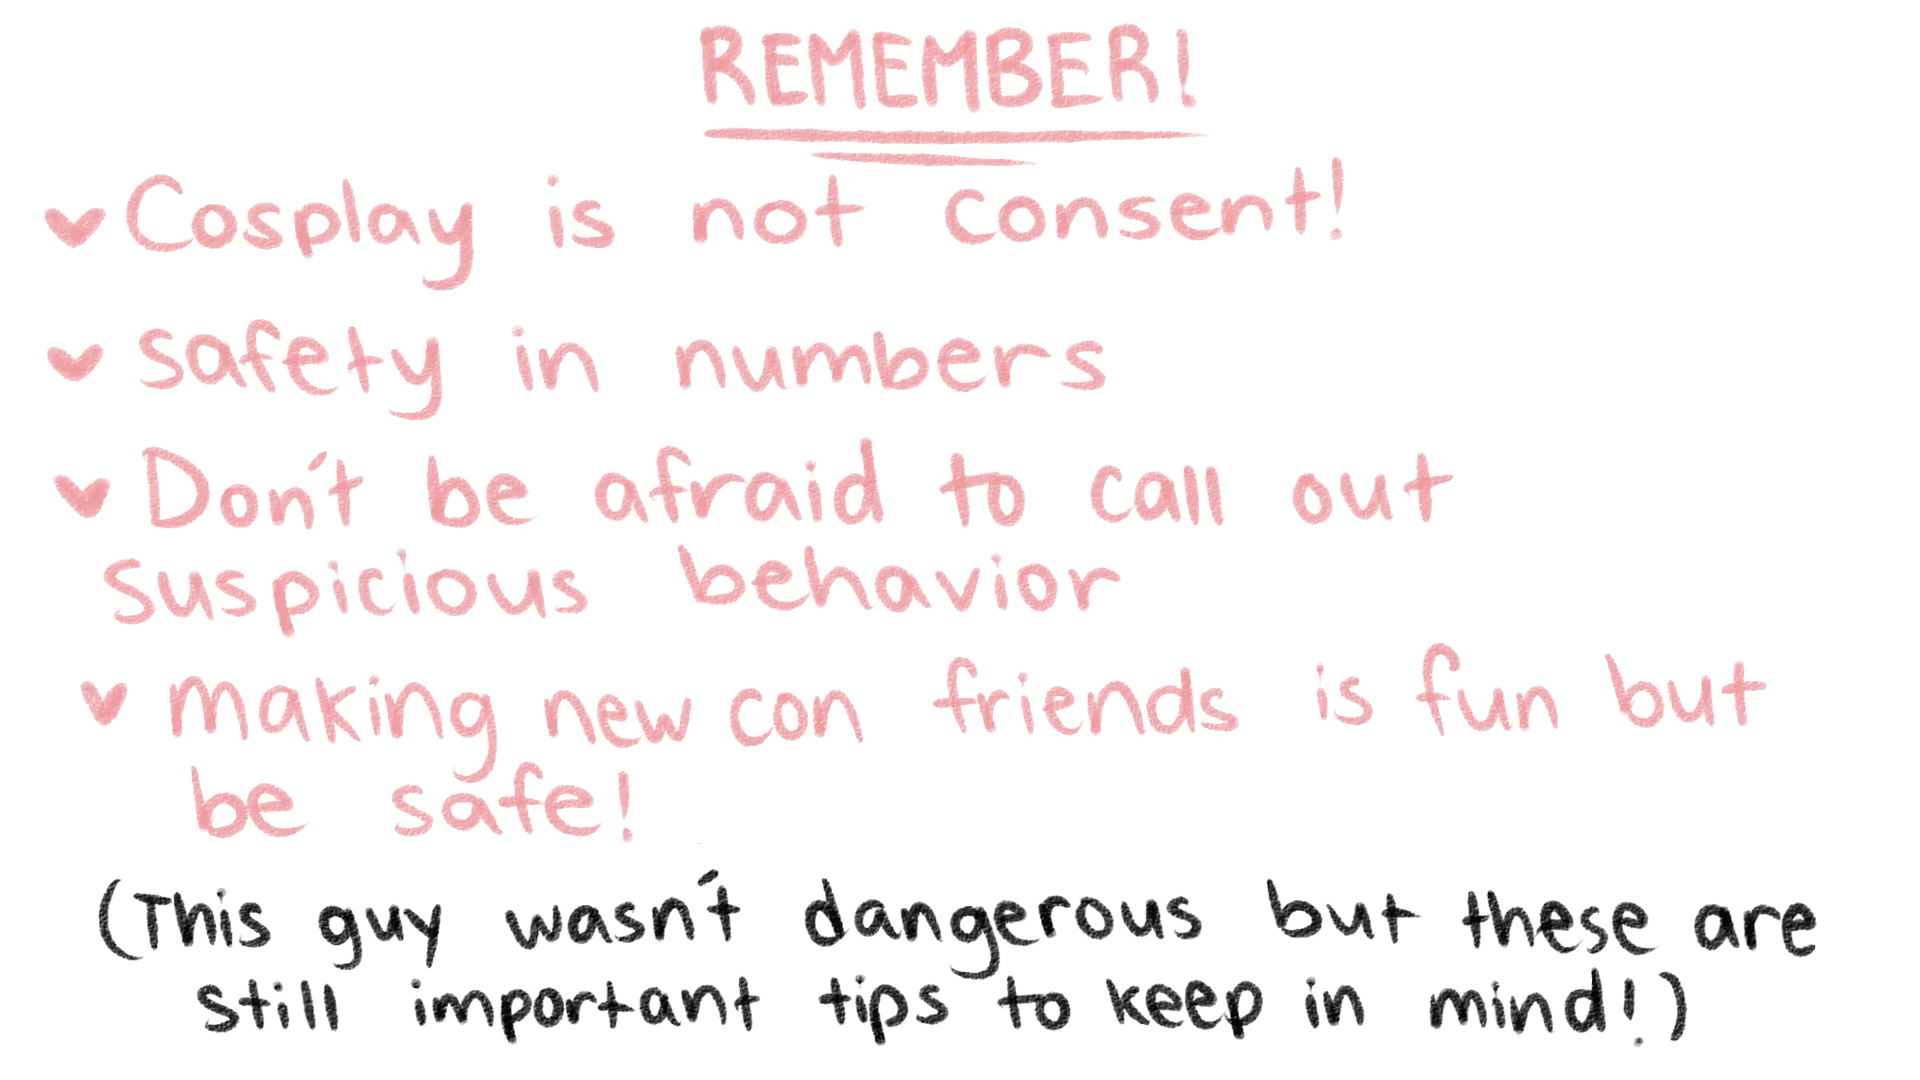 REMEMBER!
♥ Cosplay is not consent!
♥ safety in numbers
♥ Don't be afraid to call out
suspicious behavior
♥ making new con friends is fun but
be safe!
(This guy wasn't dangerous but these are
still important tips to keep in mind!)